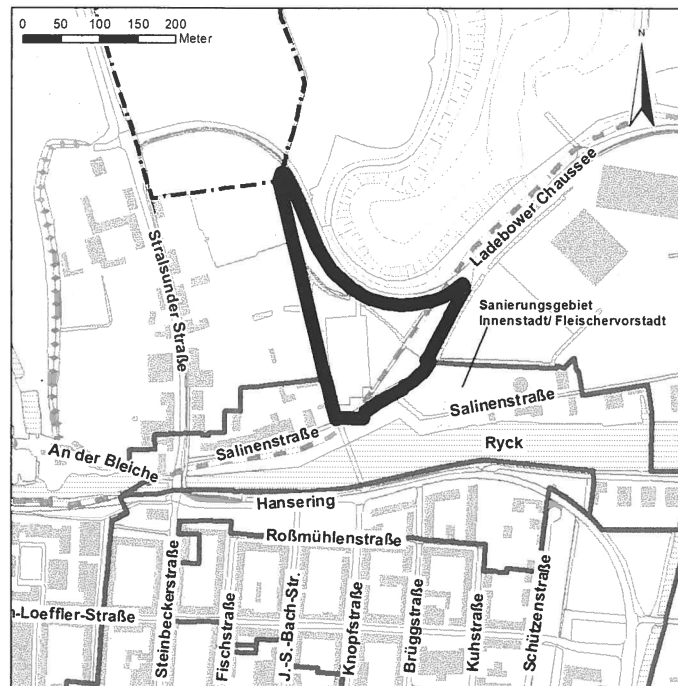 0 50 100 150 200
Meter
N
Ladebower Chaussee
Stralsunder Straße
Sanierungsgebiet
Innenstadt/ Fleischervorstadt
Salinenstraße
Salinenstraße
An der Bleiche
Ryck
Hansering
Roßmühlenstraße
n-Loeffler-Straße
Steinbeckerstraße
Fischstraße
J.-S.-Bach-Str.
Knopfstraße
Brüggstraße
Kuhstraße
Schützenstraße